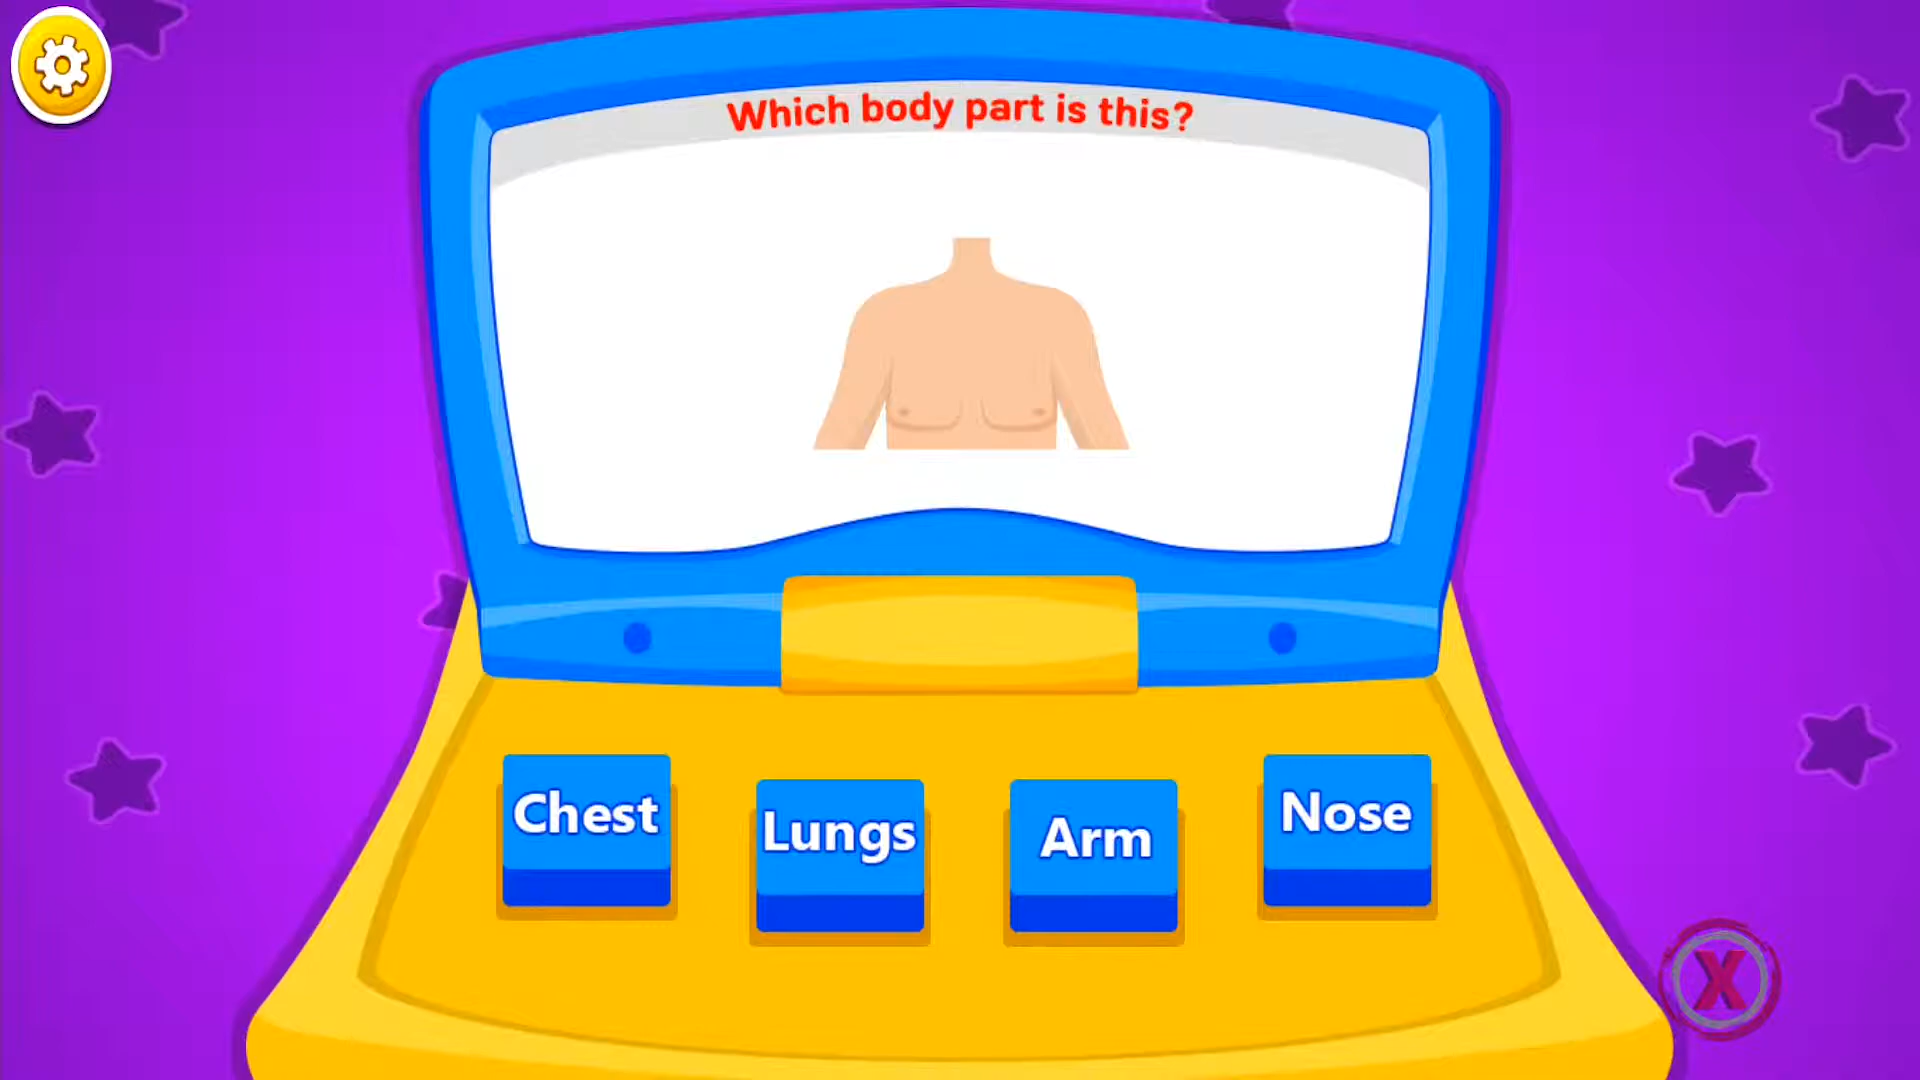 Which body part is this?
Chest
Lungs
Arm
Nose
X